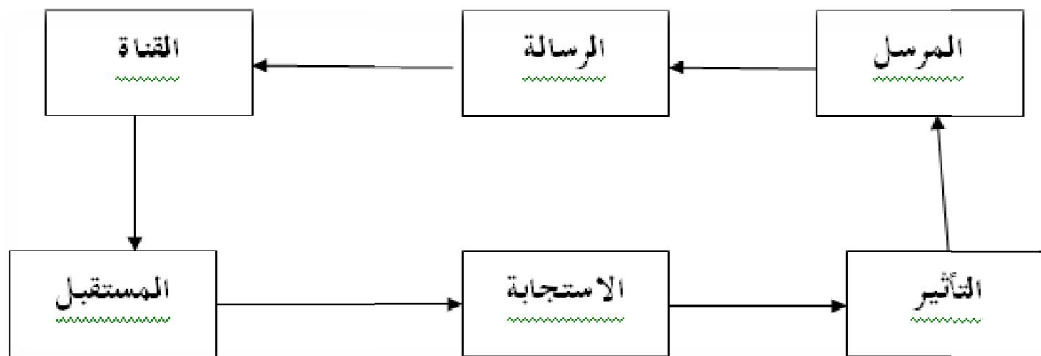 المرسل
الرسالة
القناة
المستقبل
الاستجابة
التأثير